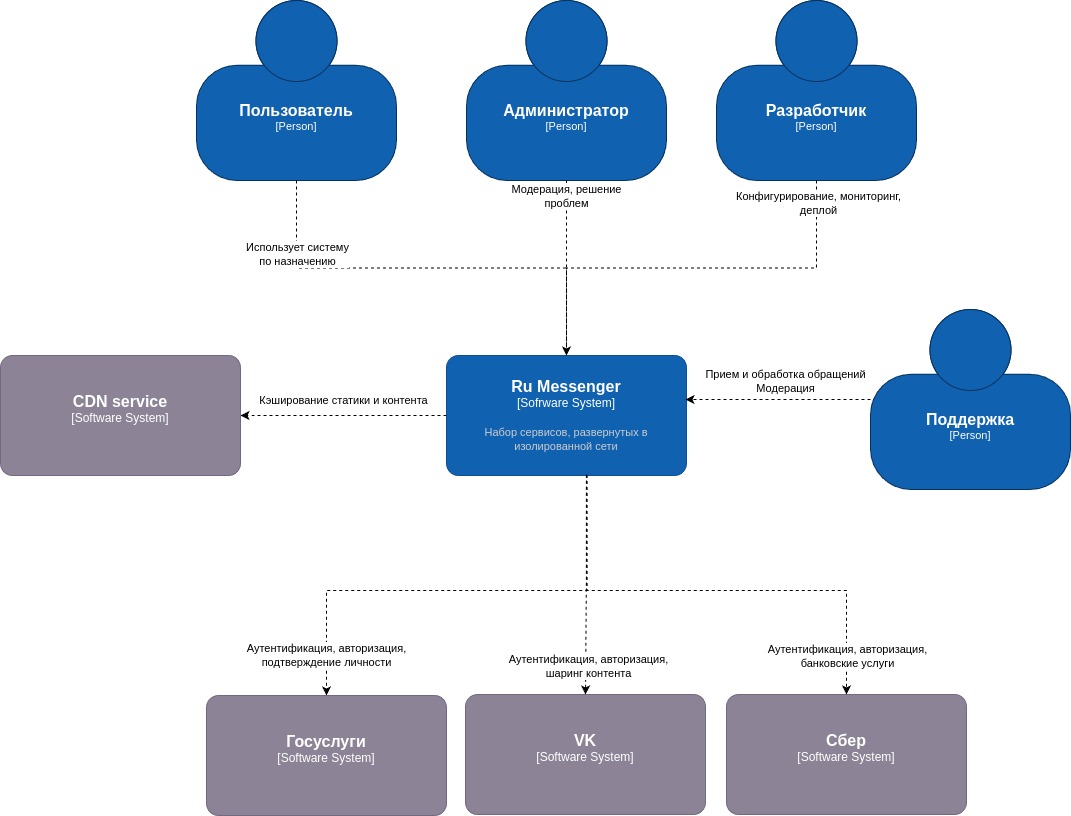 Пользователь
[Person]
Администратор
[Person]
Разработчик
[Person]
Модерация, решение
проблем
Конфигурирование, мониторинг,
деплой
Использует систему
по назначению
CDN service
[Software System]
Кэширование статики и контента
Ru Messenger
[Sofrware System]
Набор сервисов, развернутых в
изолированной сети
Прием и обработка обращений
Модерация
Поддержка
[Person]
Аутентификация, авторизация,
подтверждение личности
Аутентификация, авторизация,
шаринг контента
Аутентификация, авторизация,
банковские услуги
Госуслуги
[Software System]
VK
[Software System]
Сбер
[Software System]